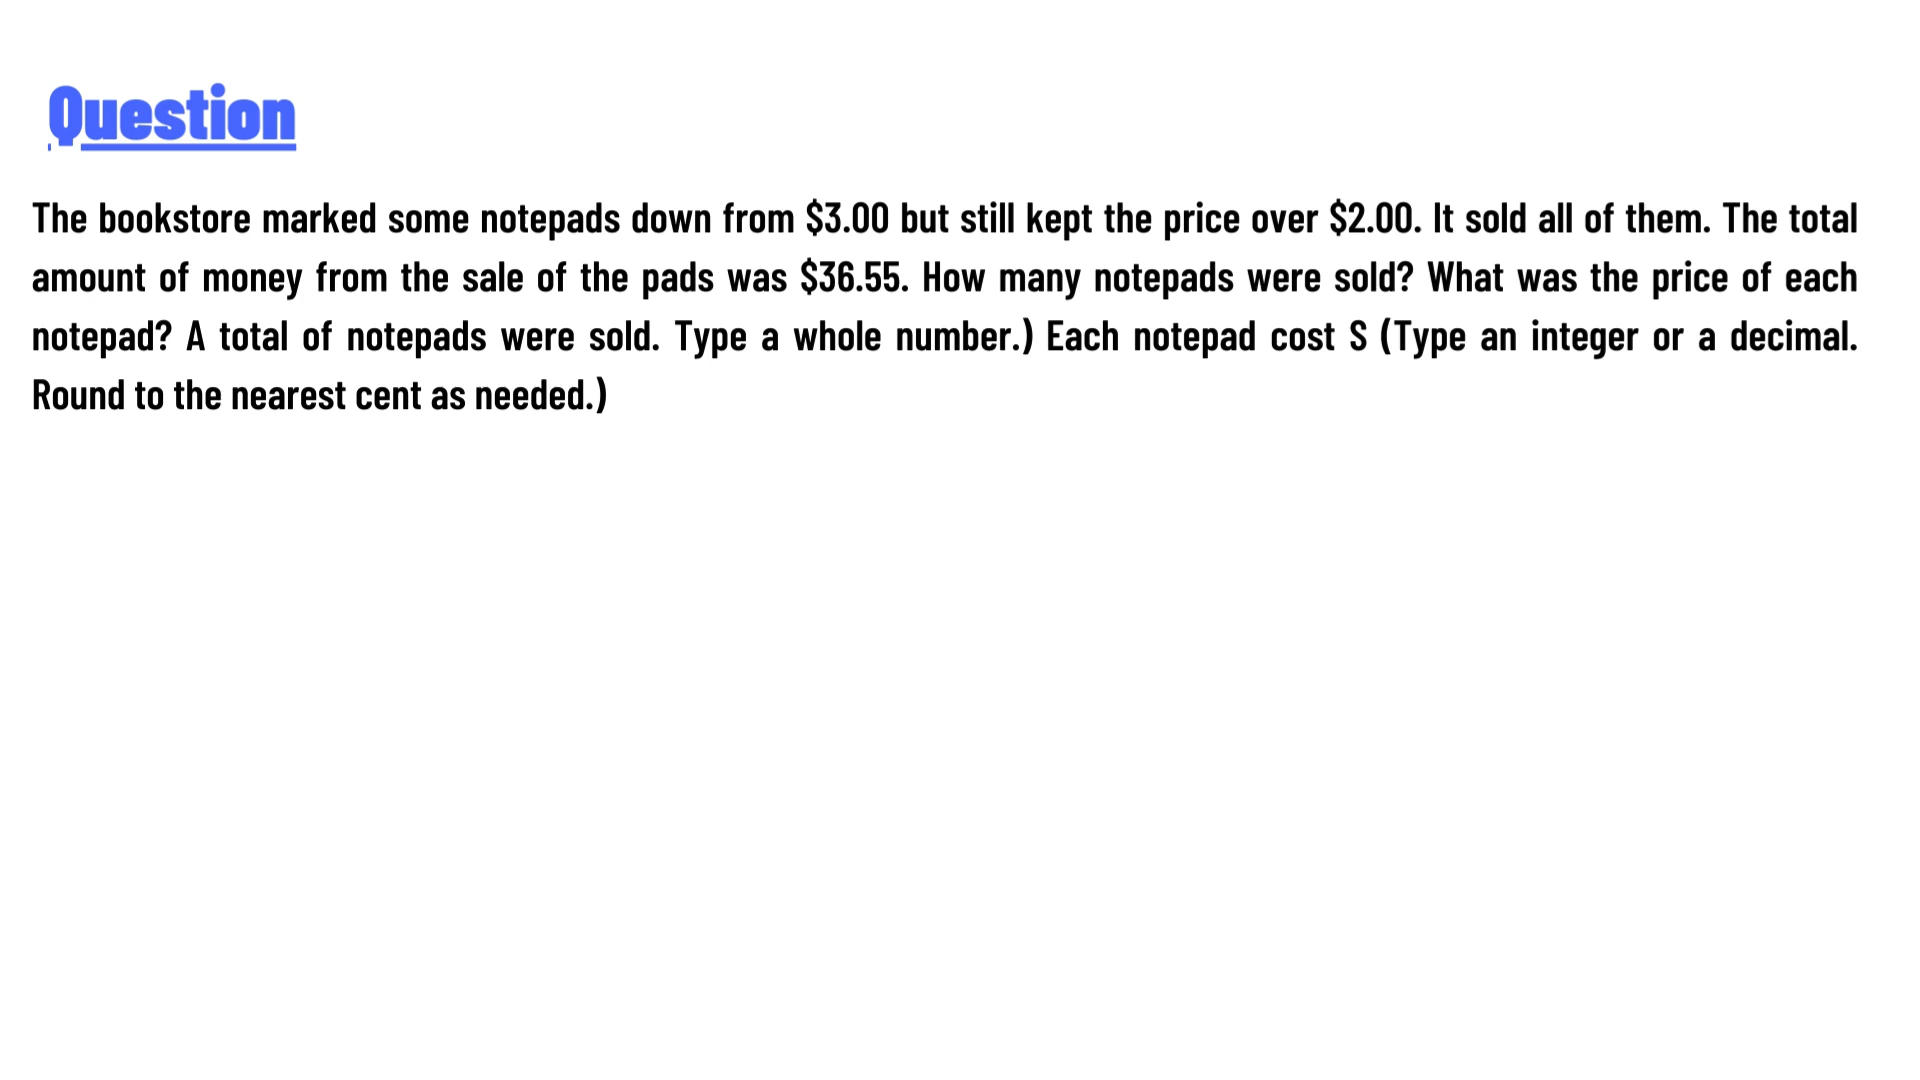 Question
The bookstore marked some notepads down from $3.00 but still kept the price over $2.00. It sold all of them. The total
amount of money from the sale of the pads was $36.55. How many notepads were sold? What was the price of each
notepad? A total of notepads were sold. Type a whole number.) Each notepad cost S (Type an integer or a decimal.
Round to the nearest cent as needed.)